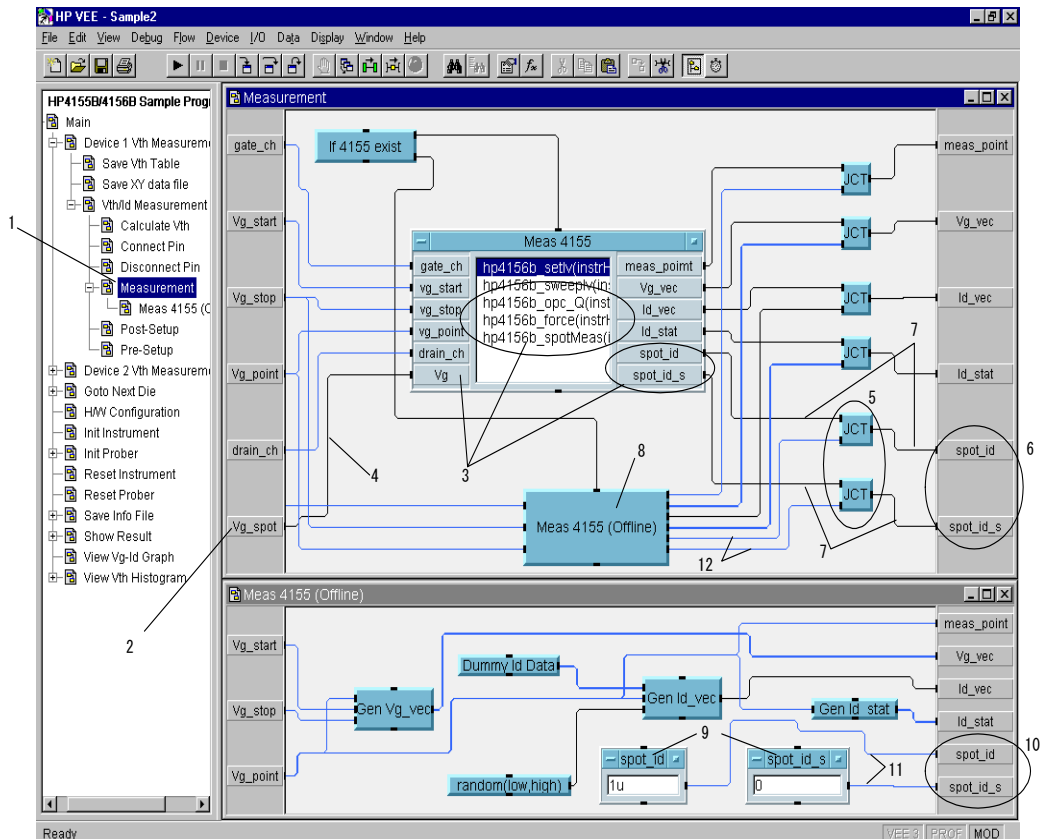 HP VEE - Sample2
File Edit View Debug Flow Device I/O Data Display Window Help
HP4155B/4156B Sample Progr
Main
Device 1 Vth Measurem
Save Vth Table
Save XY data file
Vth/Id Measurement
Calculate Vth
Connect Pin
Disconnect Pin
Measurement
Meas 4155 (O
Post-Setup
Pre-Setup
Device 2 Vth Measurem
Goto Next Die
H/W Configuration
Init Instrument
Init Prober
Reset Instrument
Reset Prober
Save Info File
Show Result
View Vg-Id Graph
View Vth Histogram
1
2
Measurement
gate_ch
Vg_start
Vg_stop
Vg_point
drain_ch
Vg_spot
If 4155 exist
Meas 4155
gate_ch
vg_start
vg_stop
vg_point
drain_ch
Vg
hp4156b_setIv(instrH
hp4156b_sweepIv(ins
hp4156b_opc_Q(inst
hp4156b_force(instrH
hp4156b_spotMeas(i
meas_poimt
Vg_vec
Id_vec
Id_stat
spot_id
spot_id_s
JCT
JCT
JCT
JCT
JCT
JCT
meas_point
Vg_vec
Id_vec
Id_stat
spot_id
spot_id_s
Meas 4155 (Offline)
3
4
5
6
7
7
8
12
Meas 4155 (Offline)
Vg_start
Vg_stop
Vg_point
Gen Vg_vec
Dummy Id Data
random(low,high)
Gen Id_vec
Gen Id_stat
spot_id
1u
spot_id_s
0
9
10
11
meas_point
Vg_vec
Id_vec
Id_stat
spot_id
spot_id_s
Ready
VEE 3 PROF MOD